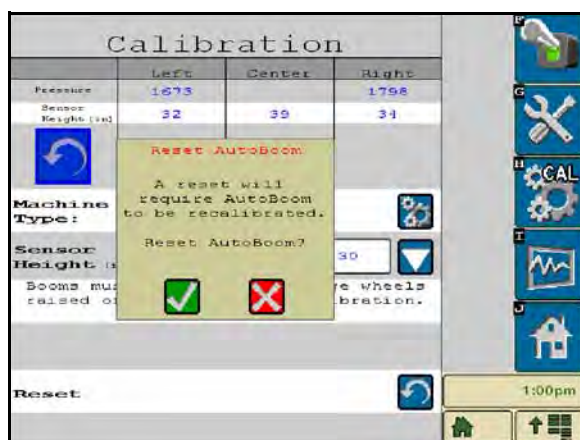 Calibration
Left Center Right
Pressure 1673 1798
Sensor
Height (in) 32 39 34
Reset AutoBoom
A reset will
require AutoBoom
to be recalibrated.
Reset AutoBoom?
Machine
Type:
Sensor
Height 30
Booms mu e wheels
raised o bration.
Reset
F
G
H
CAL
I
J
1:00pm